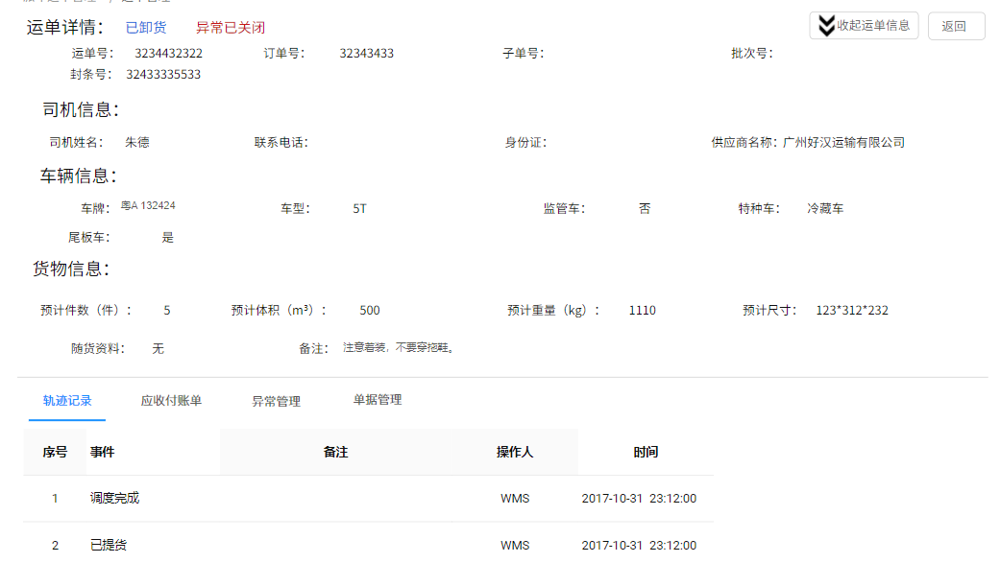 运单详情： 已卸货 异常已关闭 收起运单信息 返回
运单号： 3234432322 订单号： 32343433 子单号： 批次号：
封条号： 32433335533
司机信息：
司机姓名： 朱德 联系电话： 身份证： 供应商名称：广州好汉运输有限公司
车辆信息：
车牌： 粤A 132424 车型： 5T 监管车： 否 特种车： 冷藏车
尾板车： 是
货物信息：
预计件数（件）： 5 预计体积（m³）： 500 预计重量（kg）： 1110 预计尺寸： 123*312*232
随货资料： 无 备注： 注意着装，不要穿拖鞋。
轨迹记录 应收付账单 异常管理 单据管理
序号 事件 备注 操作人 时间
1 调度完成 WMS 2017-10-31 23:12:00
2 已提货 WMS 2017-10-31 23:12:00